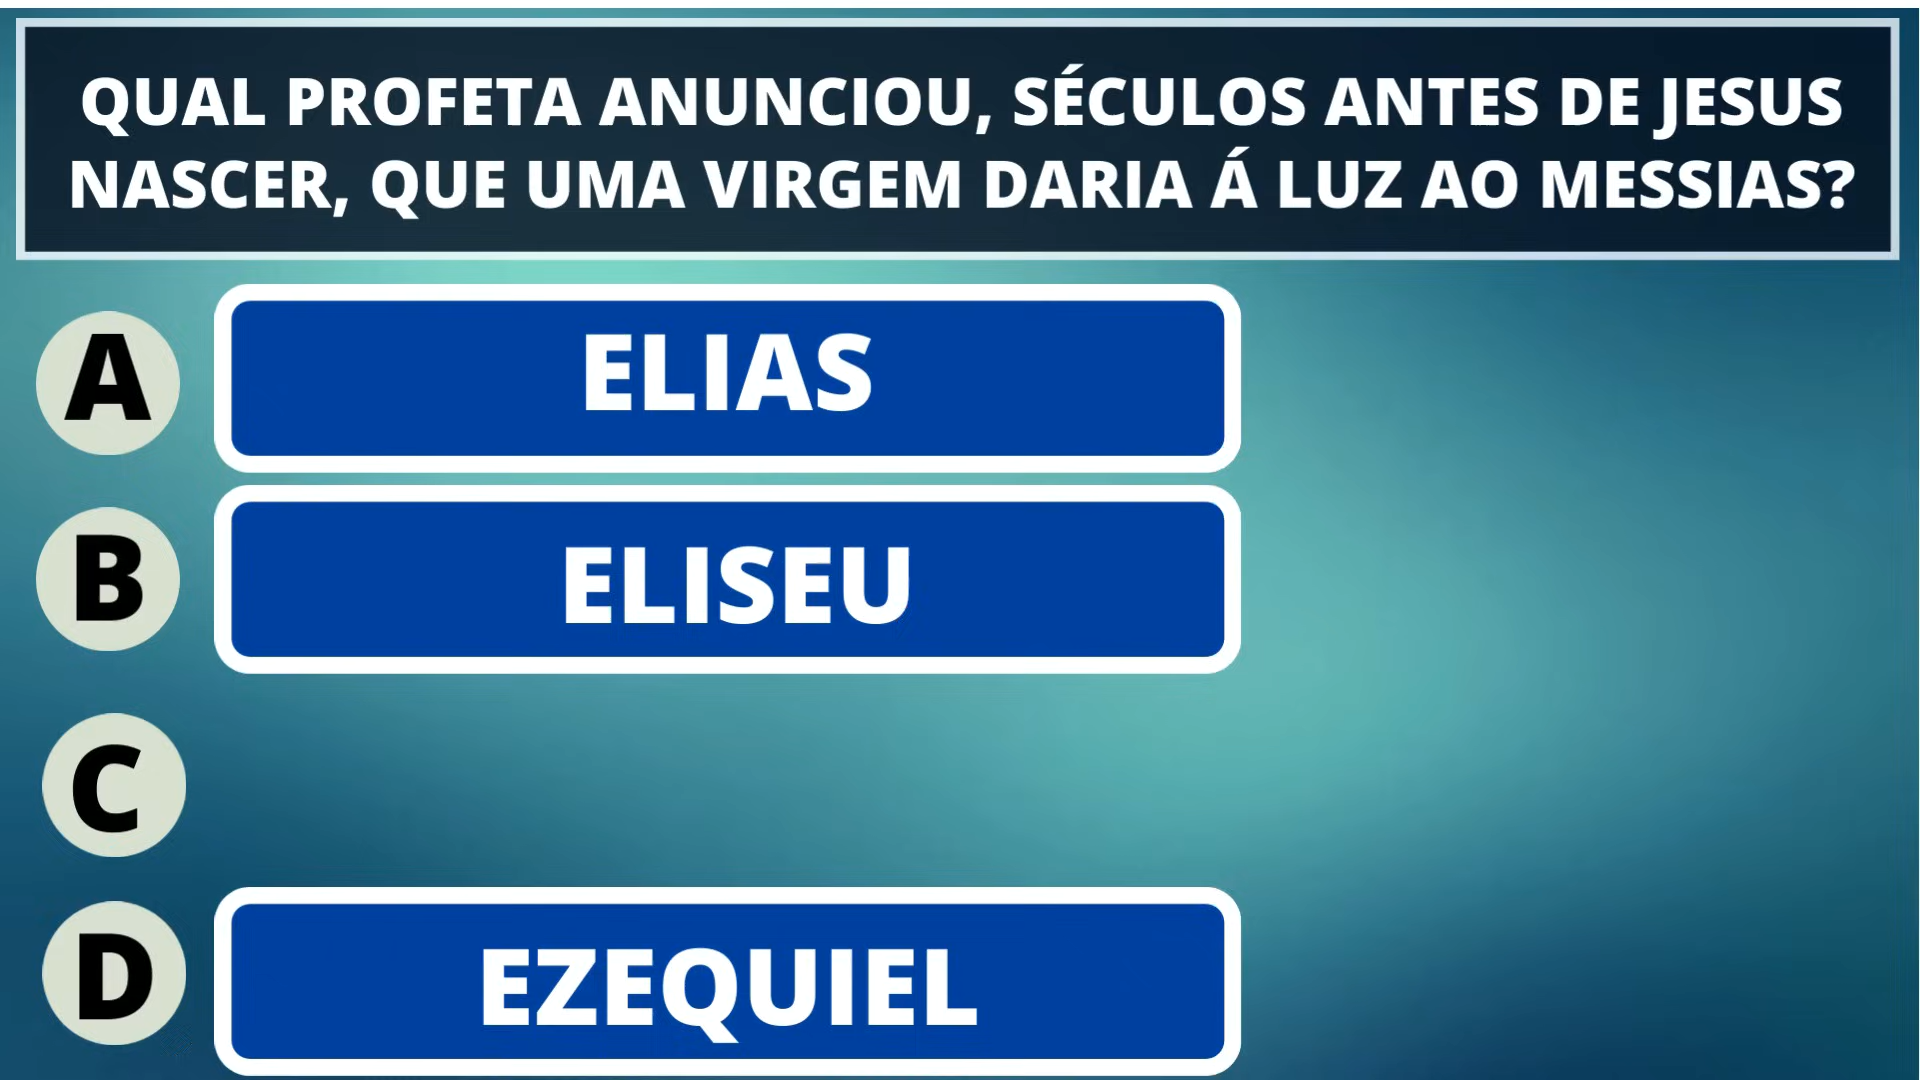 QUAL PROFETA ANUNCIOU, SÉCULOS ANTES DE JESUS
NASCER, QUE UMA VIRGEM DARIA Á LUZ AO MESSIAS?
A
ELIAS
B
ELISEU
C
D
EZEQUIEL